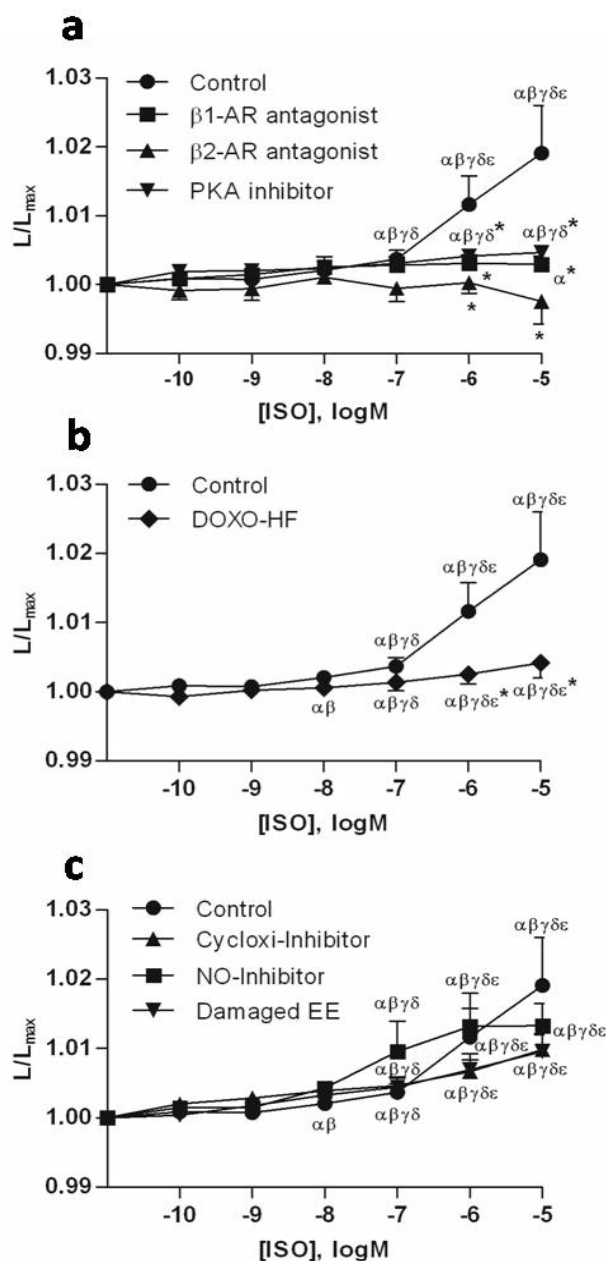 a
1.03
1.02
1.01
1.00
0.99
L/Lmax
Control
β1-AR antagonist
β2-AR antagonist
PKA inhibitor
αβγδεε
αβγδε
αβγδ
αβγδ*
αβγδ*
*
α*
*
*
-10 -9 -8 -7 -6 -5
[ISO], logM
b
1.03
1.02
1.01
1.00
0.99
L/Lmax
Control
DOXO-HF
αβγδε
αβγδε
αβγδ
αβ
αβγδ
αβγδε*
αβγδε*
-10 -9 -8 -7 -6 -5
[ISO], logM
c
1.03
1.02
1.01
1.00
0.99
L/Lmax
Control
Cycloxi-Inhibitor
NO-Inhibitor
Damaged EE
αβγδε
αβγδ
αβγδε
αβγδε
αβγδε
αβγδ
αβγδε
αβ
αβγδ
αβγδε
-10 -9 -8 -7 -6 -5
[ISO], logM